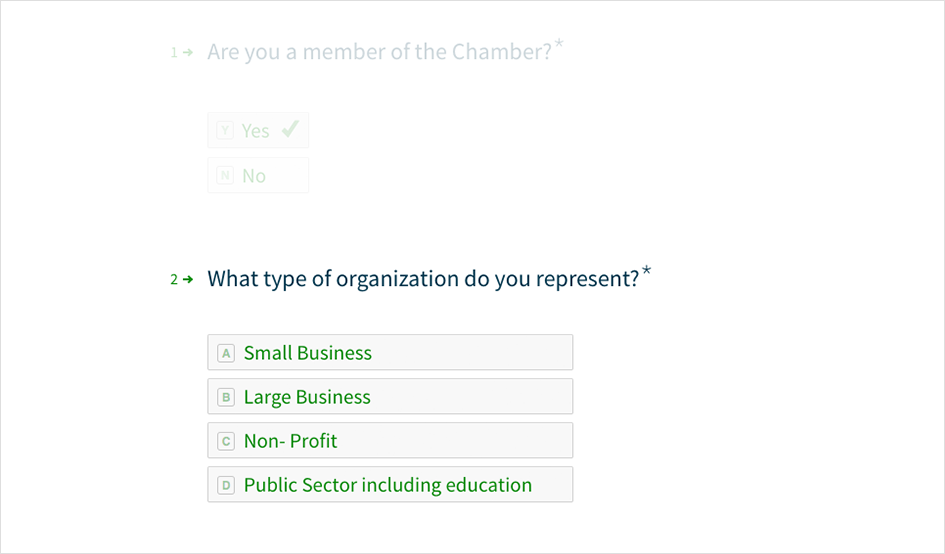 1 → Are you a member of the Chamber?*
Y Yes ✔
N No
2 → What type of organization do you represent?*
A Small Business
B Large Business
C Non- Profit
D Public Sector including education